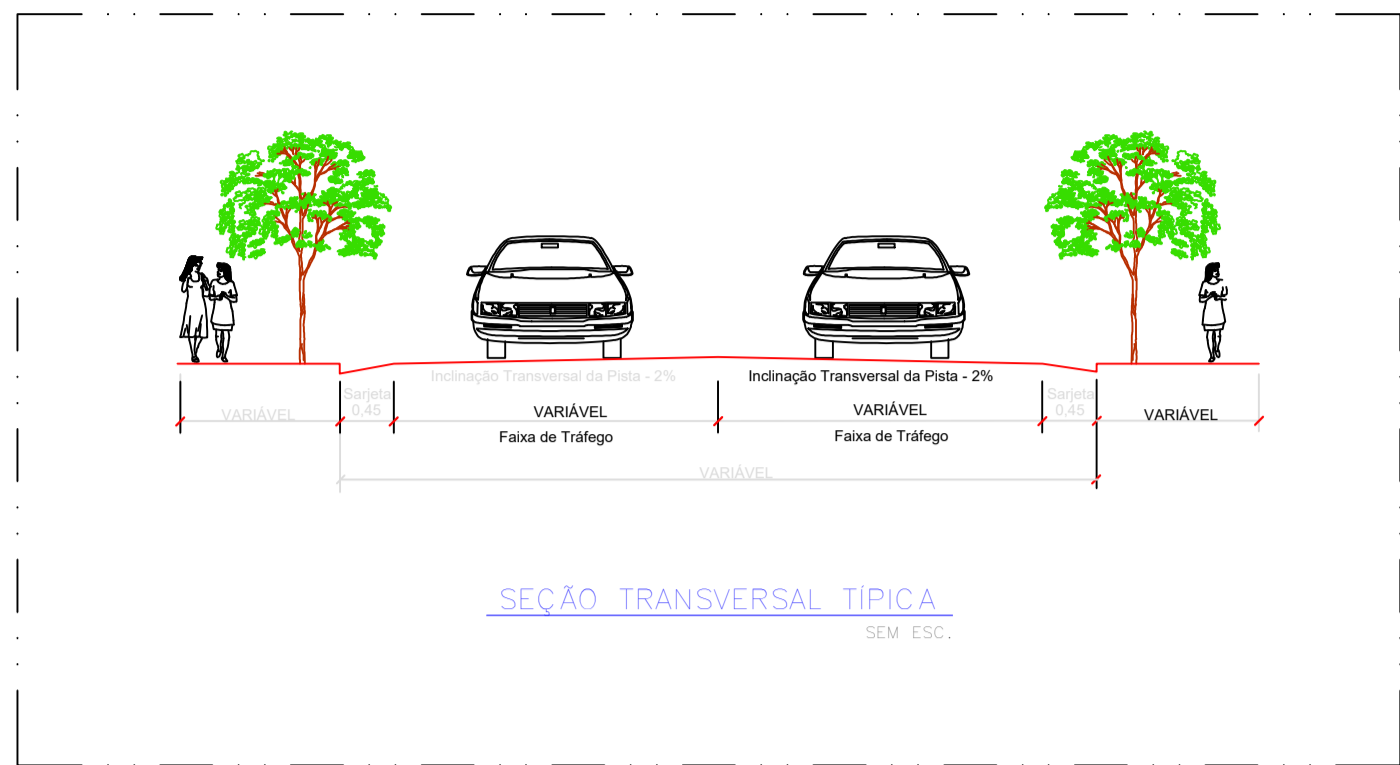 Inclinação Transversal da Pista - 2%
Inclinação Transversal da Pista - 2%
Sarjeta
0,45
Sarjeta
0,45
VARIÁVEL
VARIÁVEL
VARIÁVEL
VARIÁVEL
Faixa de Tráfego
Faixa de Tráfego
VARIÁVEL
SEÇÃO TRANSVERSAL TÍPICA
SEM ESC.